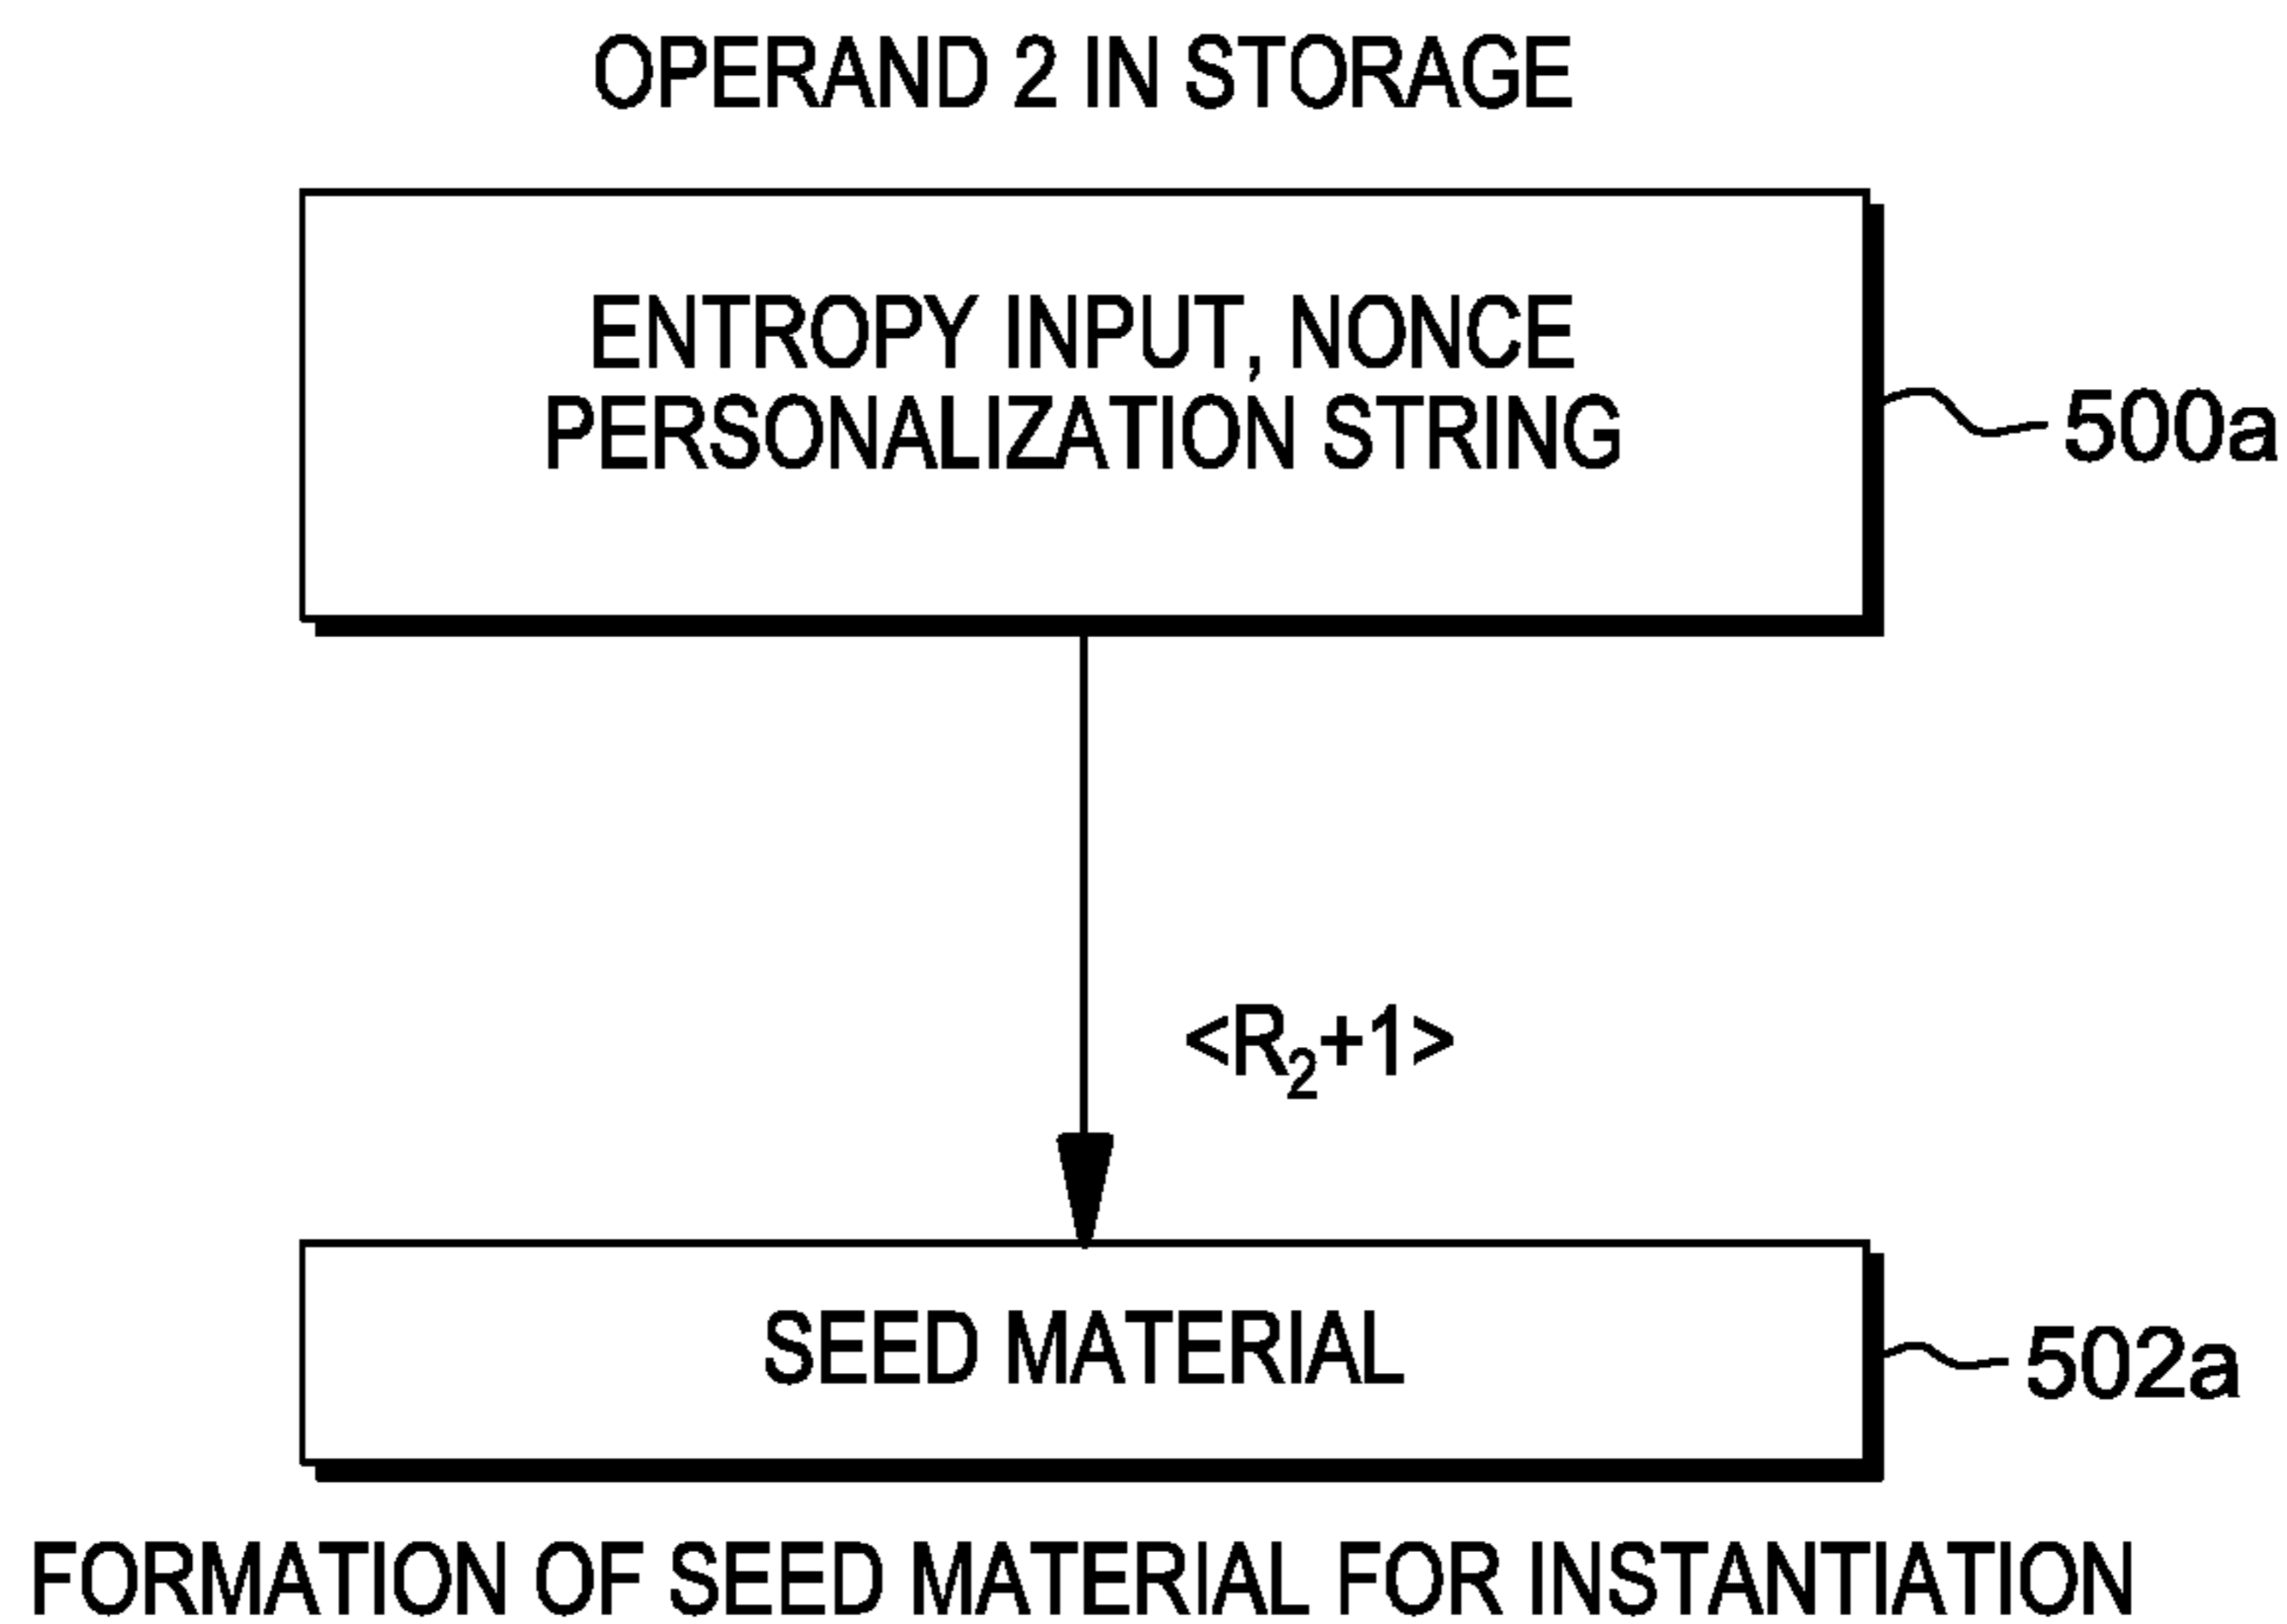 OPERAND 2 IN STORAGE
ENTROPY INPUT, NONCE
PERSONALIZATION STRING
500a
<R₂+1>
SEED MATERIAL
502a
FORMATION OF SEED MATERIAL FOR INSTANTIATION